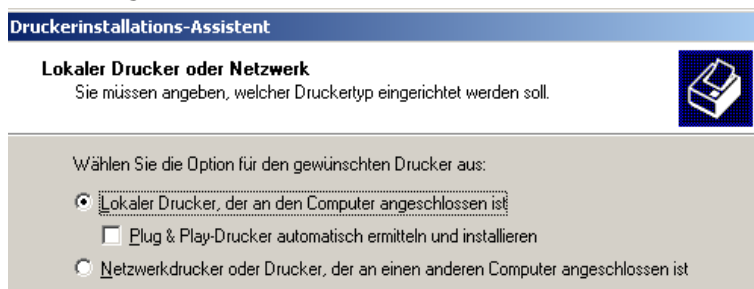 Druckerinstallations-Assistent
Lokaler Drucker oder Netzwerk
Sie müssen angeben, welcher Druckertyp eingerichtet werden soll.
Wählen Sie die Option für den gewünschten Drucker aus:
Lokaler Drucker, der an den Computer angeschlossen ist
Plug & Play-Drucker automatisch ermitteln und installieren
Netzwerkdrucker oder Drucker, der an einen anderen Computer angeschlossen ist